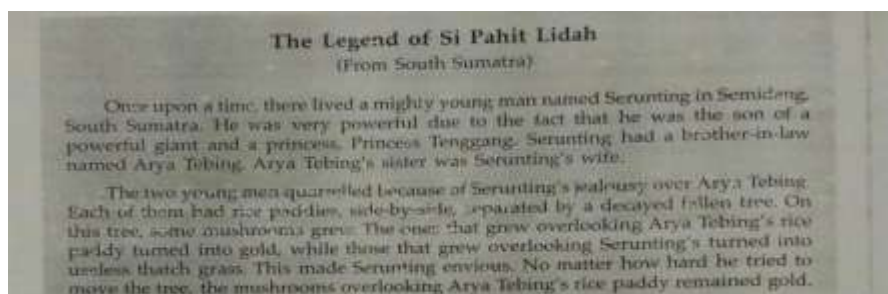 The Legend of Si Pahit Lidah
(From South Sumatra)
Once upon a time, there lived a mighty young man named Serunting in Semidang,
South Sumatra. He was very powerful due to the fact that he was the son of a
powerful giant and a princess, Princess Tenggang. Serunting had a brother-in-law
named Arya Tebing. Arya Tebing's sister was Serunting's wife.
The two young men quarrelled because of Serunting's jealousy over Arya Tebing.
Each of them had rice paddies, side-by-side, separated by a decayed fallen tree. On
this tree, some mushrooms grew. The ones that grew overlooking Arya Tebing's rice
paddy turned into gold, while those that grew overlooking Serunting's turned into
useless thatch grass. This made Serunting envious. No matter how hard he tried to
move the tree, the mushrooms overlooking Arya Tebing's rice paddy remained gold.